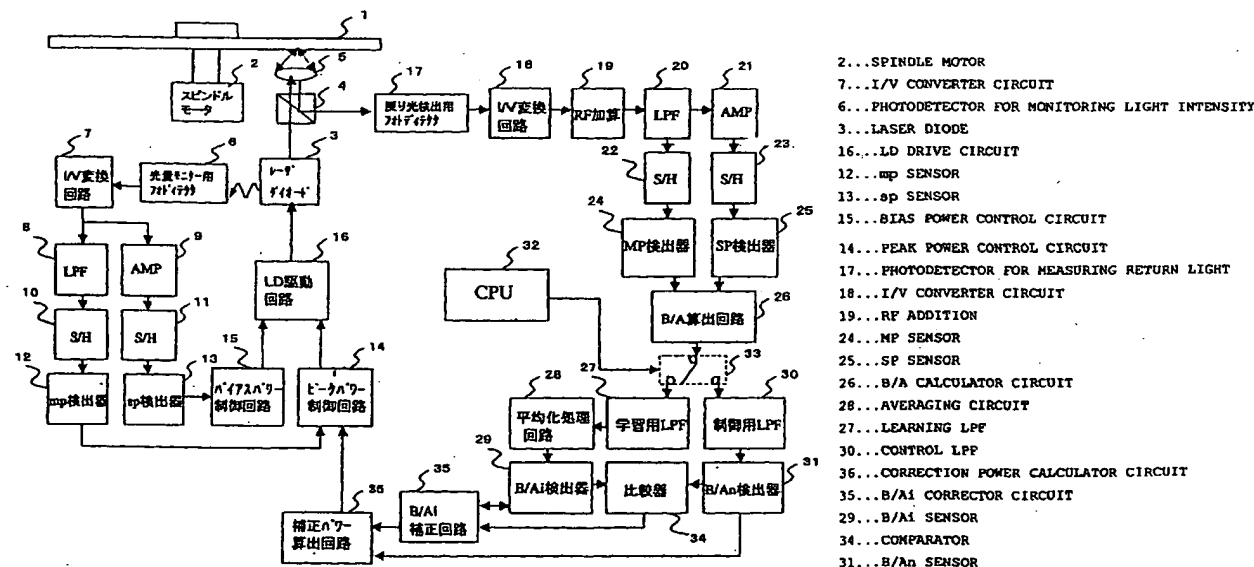 1
2
スピンドル
モータ
5
4
17
戻り光検出用
フォトディテクタ
18
I/V変換
回路
19
RF加算
20
LPF
21
AMP
22
S/H
23
S/H
24
MP検出器
25
SP検出器
7
I/V変換
回路
6
光量モニター用
フォトディテクタ
3
レーザ
ダイオード
8
LPF
9
AMP
10
S/H
11
S/H
12
mp検出器
13
sp検出器
16
LD駆動
回路
15
バイアスパワー
制御回路
14
ピークパワー
制御回路
32
CPU
26
B/A算出回路
33
27
学習用LPF
28
平均化処理
回路
30
制御用LPF
29
B/Ai検出器
比較器
34
B/An検出器
31
35
B/Ai
補正回路
36
補正パワー
算出回路
2...SPINDLE MOTOR
7...I/V CONVERTER CIRCUIT
6...PHOTODETECTOR FOR MONITORING LIGHT INTENSITY
3...LASER DIODE
16...LD DRIVE CIRCUIT
12...mp SENSOR
13...sp SENSOR
15...BIAS POWER CONTROL CIRCUIT
14...PEAK POWER CONTROL CIRCUIT
17...PHOTODETECTOR FOR MEASURING RETURN LIGHT
18...I/V CONVERTER CIRCUIT
19...RF ADDITION
24...MP SENSOR
25...SP SENSOR
26...B/A CALCULATOR CIRCUIT
28...AVERAGING CIRCUIT
27...LEARNING LPF
30...CONTROL LPF
36...CORRECTION POWER CALCULATOR CIRCUIT
35...B/Ai CORRECTOR CIRCUIT
29...B/Ai SENSOR
34...COMPARATOR
31...B/An SENSOR